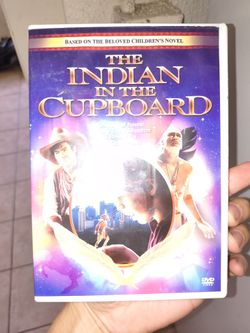 BASED ON THE BELOVED CHILDREN'S NOVEL
THE
INDIAN
IN THE
CUPBOARD
DVD